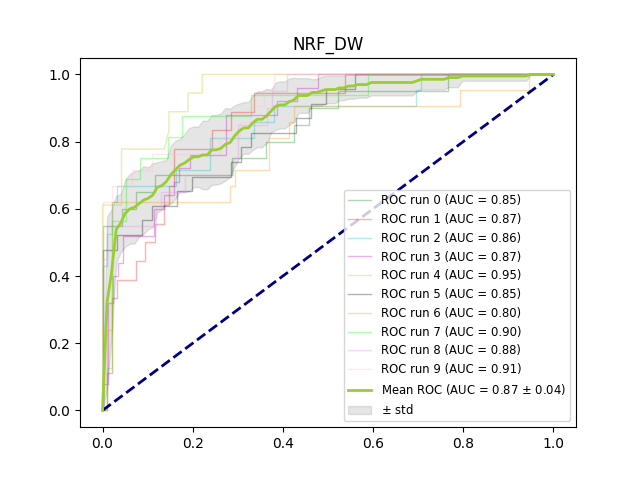 NRF_DW
1.0
0.8
0.6
0.4
0.2
0.0
ROC run 0 (AUC = 0.85)
ROC run 1 (AUC = 0.87)
ROC run 2 (AUC = 0.86)
ROC run 3 (AUC = 0.87)
ROC run 4 (AUC = 0.95)
ROC run 5 (AUC = 0.85)
ROC run 6 (AUC = 0.80)
ROC run 7 (AUC = 0.90)
ROC run 8 (AUC = 0.88)
ROC run 9 (AUC = 0.91)
Mean ROC (AUC = 0.87 ± 0.04)
± std
0.0 0.2 0.4 0.6 0.8 1.0